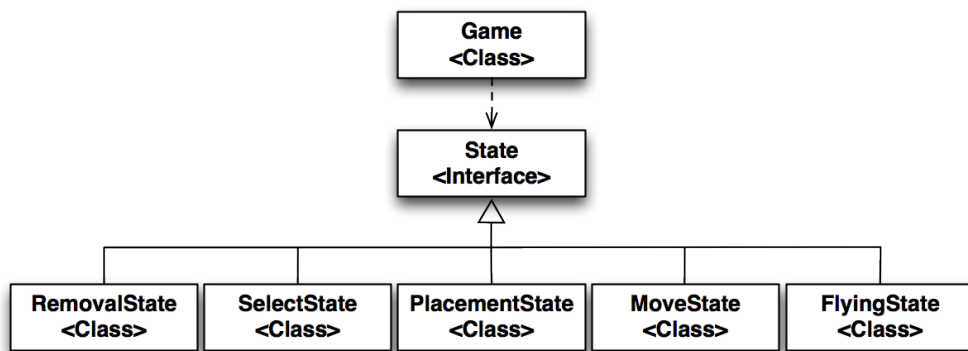 Game
<Class>
State
<Interface>
RemovalState
<Class>
SelectState
<Class>
PlacementState
<Class>
MoveState
<Class>
FlyingState
<Class>